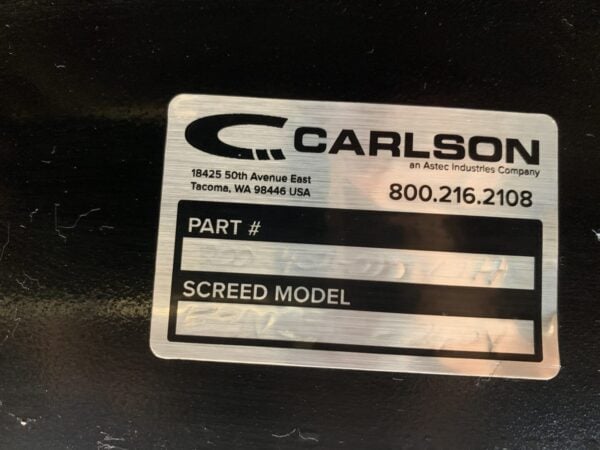 CARLSON
an Astec Industries Company
18425 50th Avenue East
Tacoma, WA 98446 USA
800.216.2108
PART #
SCREED MODEL